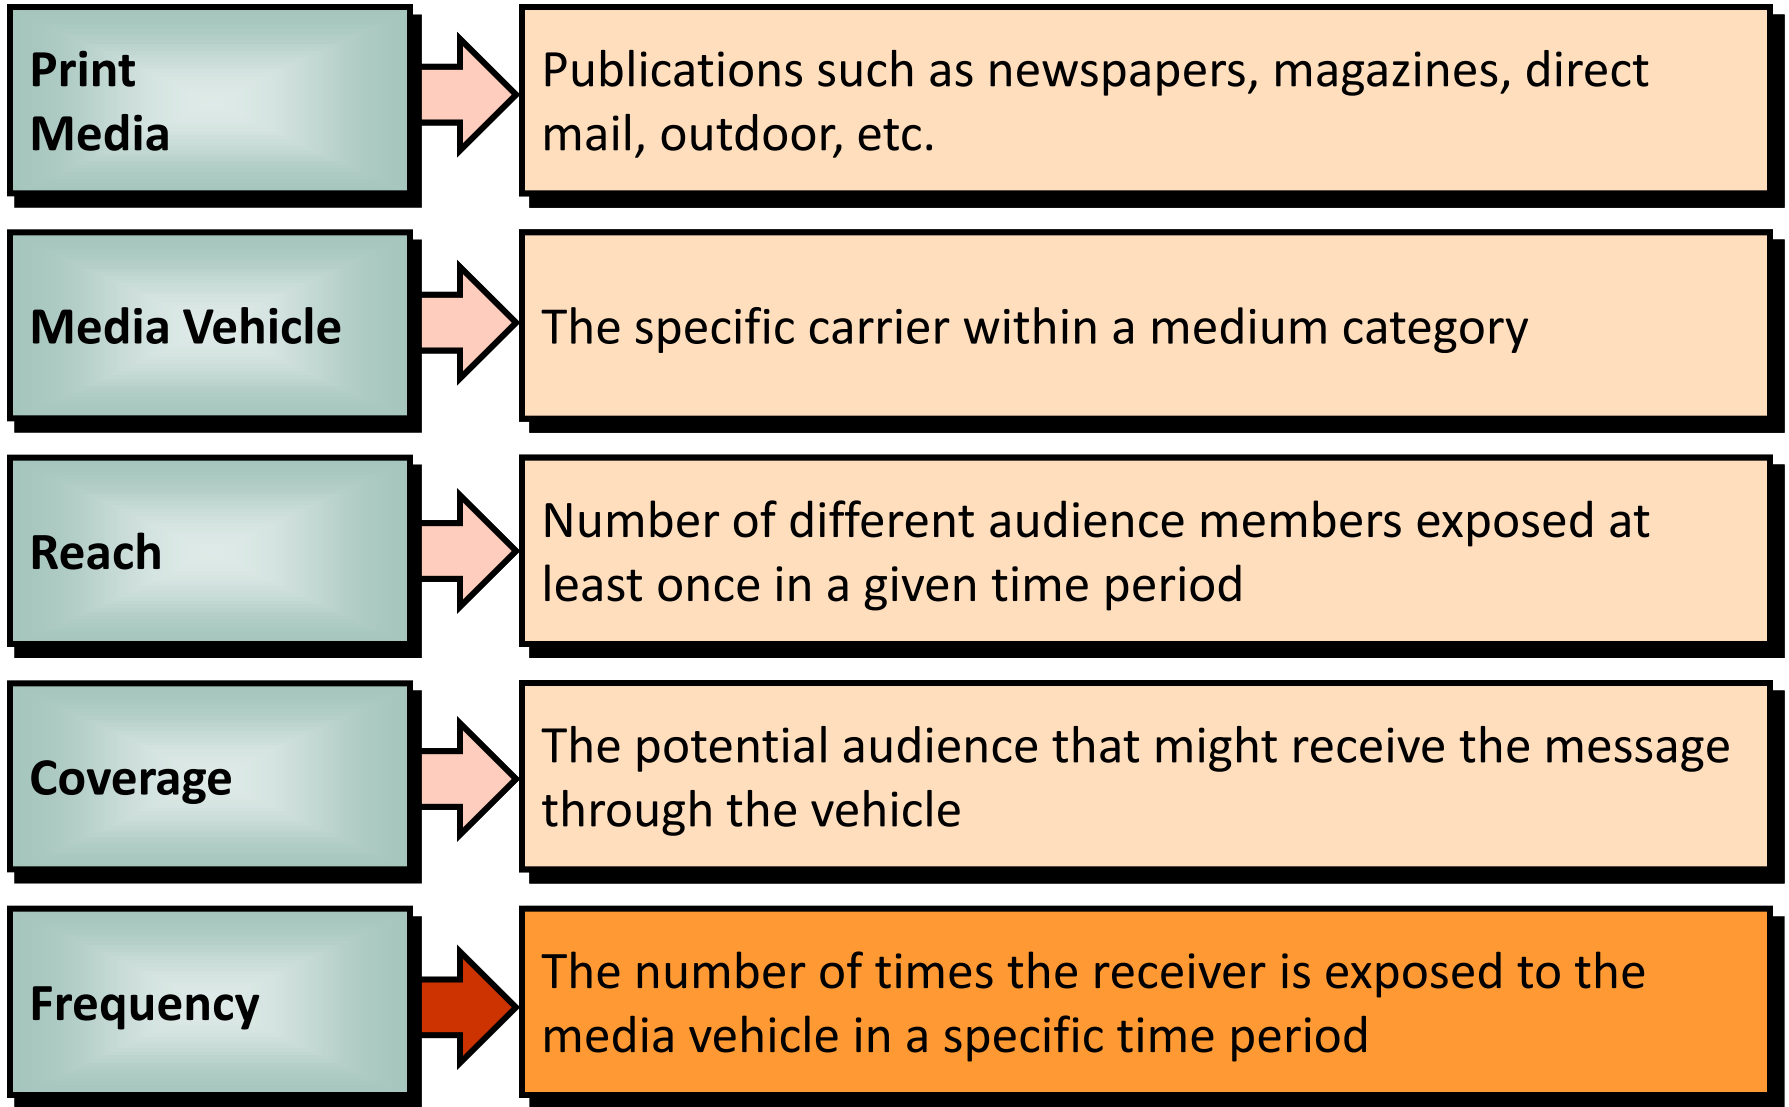 Print
Media
Publications such as newspapers, magazines, direct
mail, outdoor, etc.
Media Vehicle
The specific carrier within a medium category
Reach
Number of different audience members exposed at
least once in a given time period
Coverage
The potential audience that might receive the message
through the vehicle
Frequency
The number of times the receiver is exposed to the
media vehicle in a specific time period